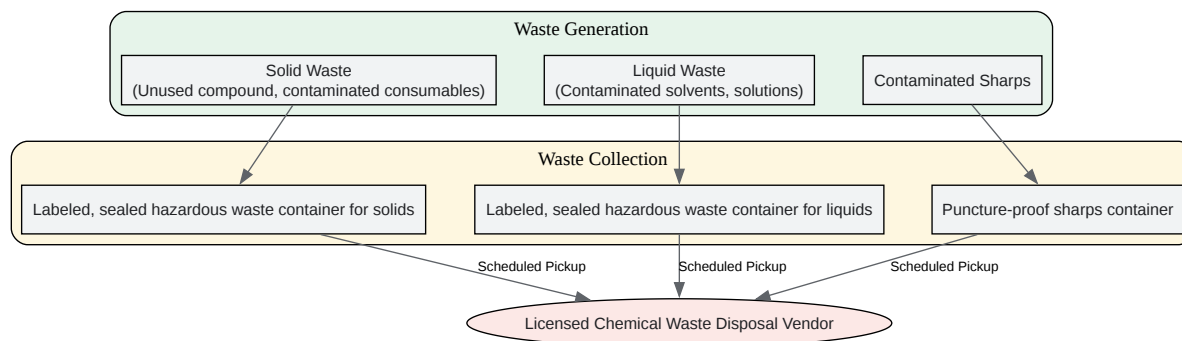 Waste Generation
Solid Waste
(Unused compound, contaminated consumables)
Liquid Waste
(Contaminated solvents, solutions)
Contaminated Sharps
Waste Collection
Labeled, sealed hazardous waste container for solids
Labeled, sealed hazardous waste container for liquids
Puncture-proof sharps container
Scheduled Pickup
Scheduled Pickup
Scheduled Pickup
Licensed Chemical Waste Disposal Vendor